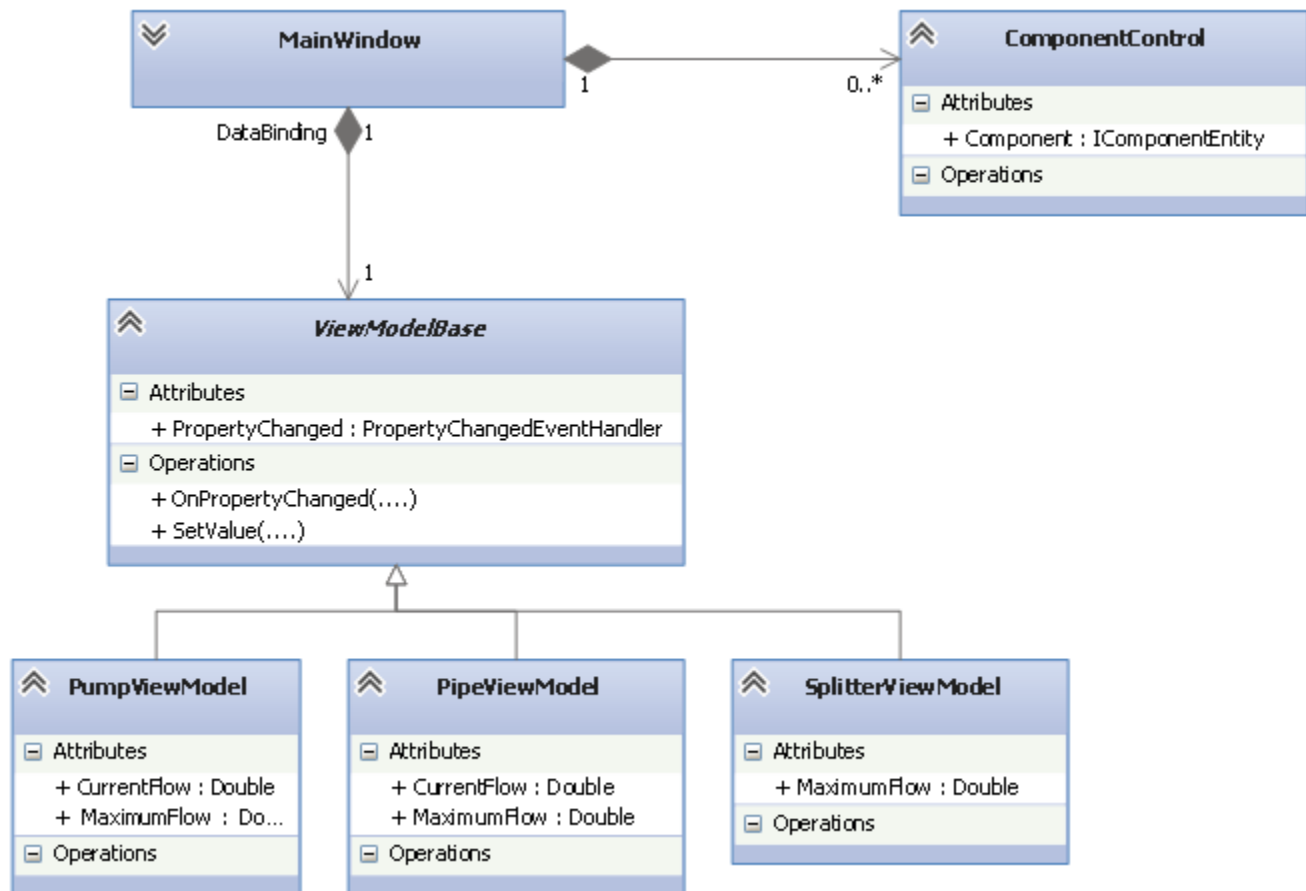 MainWindow
1
0..*
ComponentControl
Attributes
+ Component : IComponentEntity
Operations
DataBinding
1
1
ViewModelBase
Attributes
+ PropertyChanged : PropertyChangedEventHandler
Operations
+ OnPropertyChanged(....)
+ SetValue(....)
PumpViewModel
Attributes
+ CurrentFlow : Double
+ MaximumFlow : Do...
Operations
PipeViewModel
Attributes
+ CurrentFlow : Double
+ MaximumFlow : Double
Operations
SplitterViewModel
Attributes
+ MaximumFlow : Double
Operations